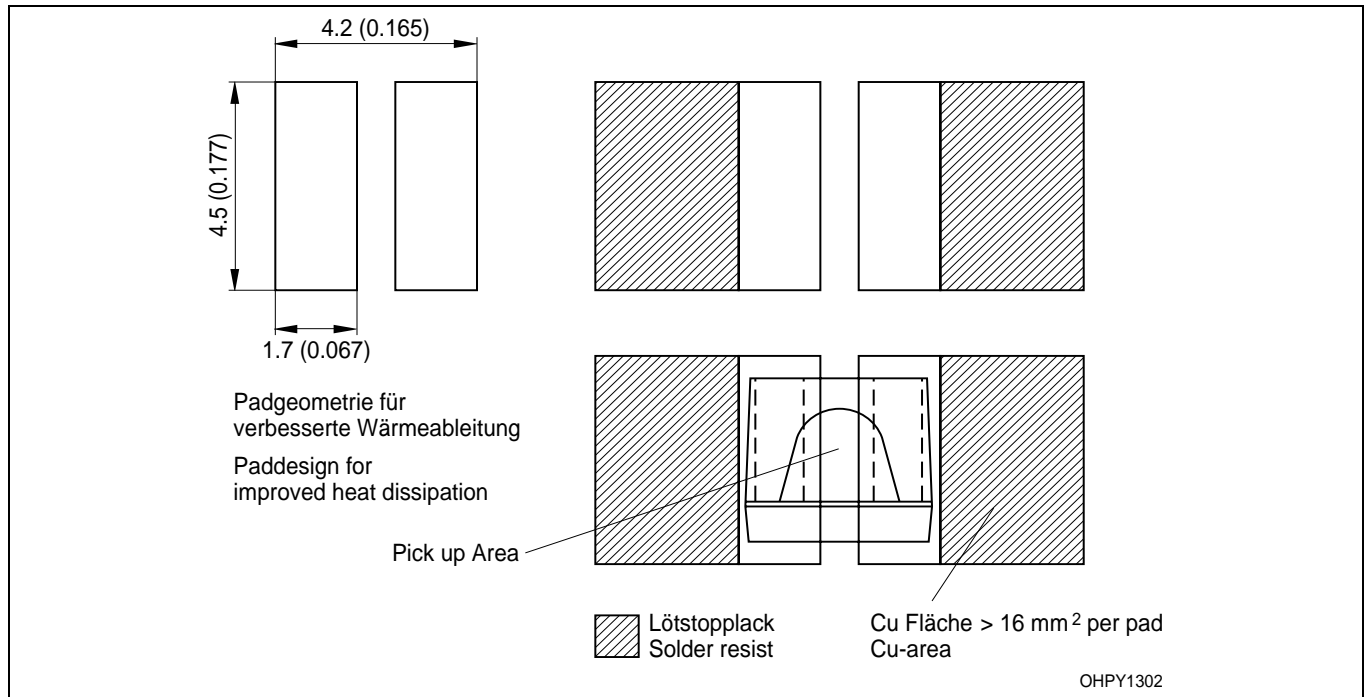 4.2 (0.165)
4.5 (0.177)
1.7 (0.067)
Padgeometrie für
verbesserte Wärmeableitung
Paddesign for
improved heat dissipation
Pick up Area
Lötstopplack
Solder resist
Cu Fläche > 16 mm² per pad
Cu-area
OHPY1302